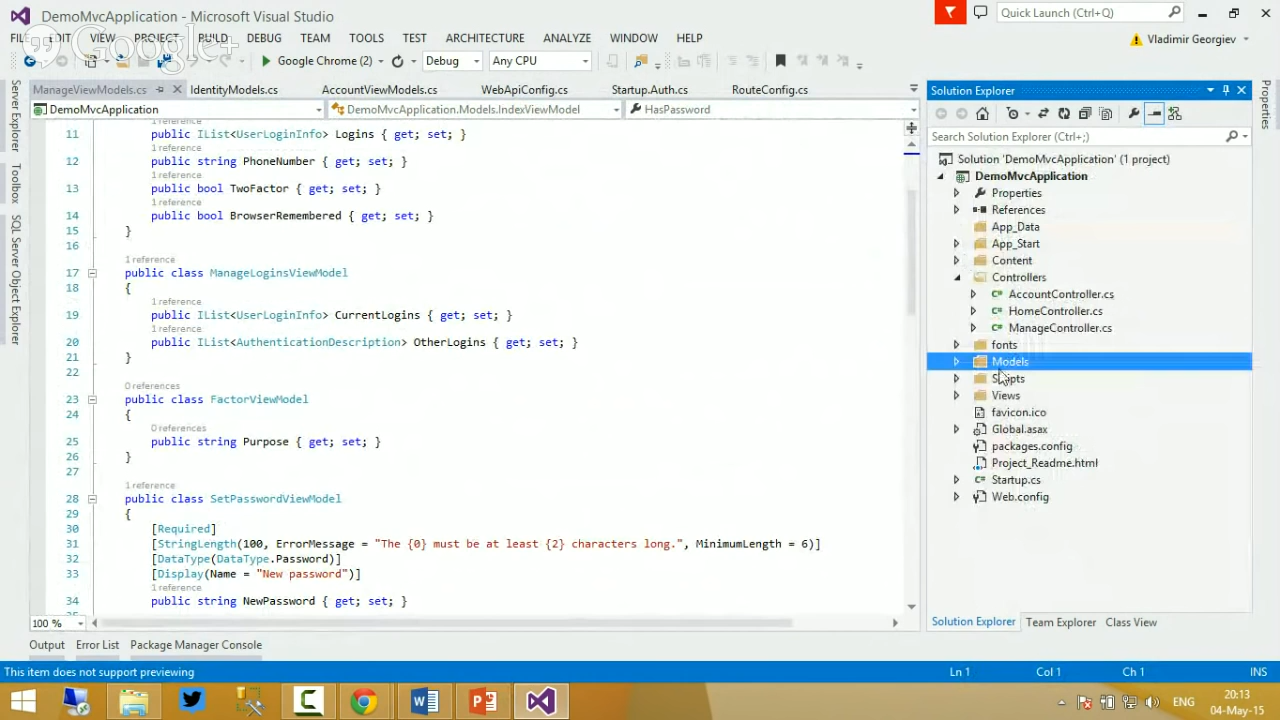 DemoMvcApplication - Microsoft Visual Studio
Quick Launch (Ctrl+Q)
Google+
FILE EDIT VIEW PROJECT BUILD DEBUG TEAM TOOLS TEST ARCHITECTURE ANALYZE WINDOW HELP
Vladimir Georgiev
Google Chrome (2) Debug Any CPU
ManageViewModels.cs IdentityModels.cs AccountViewModels.cs WebApiConfig.cs Startup.Auth.cs RouteConfig.cs
DemoMvcApplication DemoMvcApplication.Models.IndexViewModel HasPassword
Server Explorer
Toolbox
SQL Server Object Explorer
1 reference
11 public IList<UserLoginInfo> Logins { get; set; }
1 reference
12 public string PhoneNumber { get; set; }
1 reference
13 public bool TwoFactor { get; set; }
1 reference
14 public bool BrowserRemembered { get; set; }
15 }
16
1 reference
17 public class ManageLoginsViewModel
18 {
1 reference
19 public IList<UserLoginInfo> CurrentLogins { get; set; }
1 reference
20 public IList<AuthenticationDescription> OtherLogins { get; set; }
21 }
22
0 references
23 public class FactorViewModel
24 {
0 references
25 public string Purpose { get; set; }
26 }
27
1 reference
28 public class SetPasswordViewModel
29 {
30 [Required]
31 [StringLength(100, ErrorMessage = "The {0} must be at least {2} characters long.", MinimumLength = 6)]
32 [DataType(DataType.Password)]
33 [Display(Name = "New password")]
1 reference
34 public string NewPassword { get; set; }
100 %
Solution Explorer
Search Solution Explorer (Ctrl+;)
Solution 'DemoMvcApplication' (1 project)
DemoMvcApplication
Properties
References
App_Data
App_Start
Content
Controllers
AccountController.cs
HomeController.cs
ManageController.cs
fonts
Models
Scripts
Views
favicon.ico
Global.asax
packages.config
Project_Readme.html
Startup.cs
Web.config
Solution Explorer Team Explorer Class View
Properties
Output Error List Package Manager Console
This item does not support previewing Ln 1 Col 1 Ch 1 INS
ENG
20:13
04-May-15